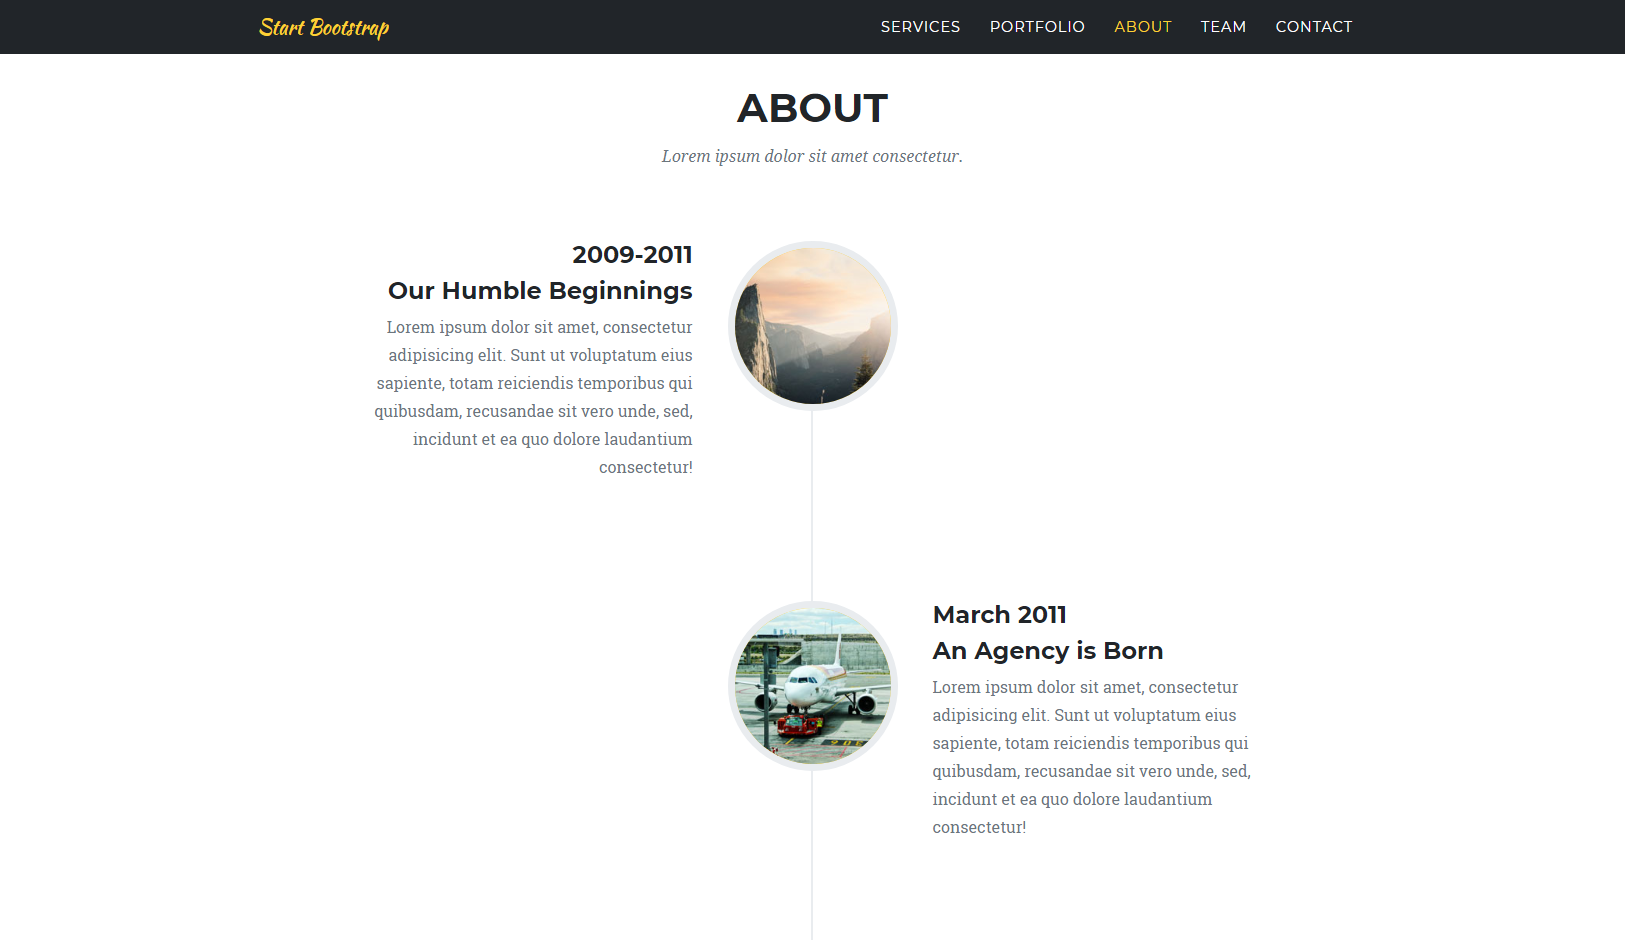 Start Bootstrap
SERVICES PORTFOLIO ABOUT TEAM CONTACT
ABOUT
Lorem ipsum dolor sit amet consectetur.
2009-2011
Our Humble Beginnings
Lorem ipsum dolor sit amet, consectetur
adipisicing elit. Sunt ut voluptatum eius
sapiente, totam reiciendis temporibus qui
quibusdam, recusandae sit vero unde, sed,
incidunt et ea quo dolore laudantium
consectetur!
March 2011
An Agency is Born
Lorem ipsum dolor sit amet, consectetur
adipisicing elit. Sunt ut voluptatum eius
sapiente, totam reiciendis temporibus qui
quibusdam, recusandae sit vero unde, sed,
incidunt et ea quo dolore laudantium
consectetur!